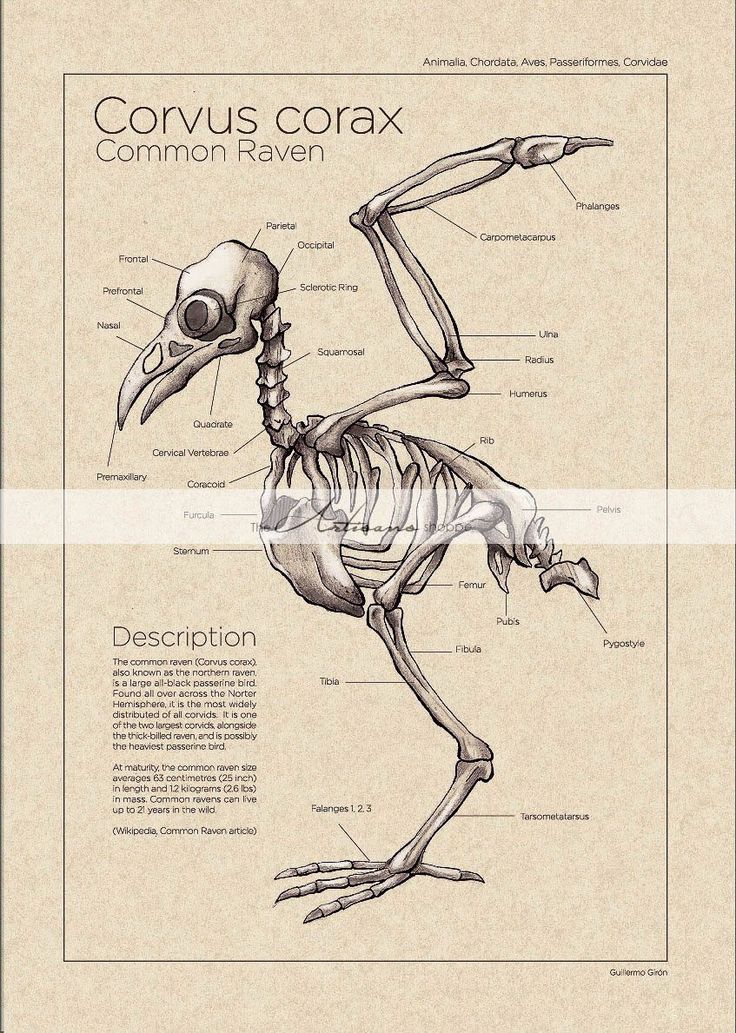 Animalia, Chordata, Aves, Passeriformes, Corvidae
Corvus corax
Common Raven
Phalanges
Parietal
Carpometacarpus
Occipital
Frontal
Sclerotic Ring
Prefrontal
Nasal
Ulna
Squamosal
Radius
Humerus
Quadrate
Rib
Cervical Vertebrae
Premaxillary
Coracoid
Furcula
Pelvis
The Artisans shoppe
Sternum
Femur
Pubis
Description
Pygostyle
Fibula
The common raven (Corvus corax),
also known as the northern raven,
is a large all-black passerine bird.
Found all over across the Norter
Hemisphere, it is the most widely
distributed of all corvids. It is one
of the two largest corvids, alongside
the thick-billed raven, and is possibly
the heaviest passerine bird.
Tibia
At maturity, the common raven size
averages 63 centimetres (25 inch)
in length and 1.2 kilograms (2.6 lbs)
in mass. Common ravens can live
up to 21 years in the wild.
(Wikipedia, Common Raven article)
Falanges 1, 2, 3
Tarsometatarsus
Guillermo Girón